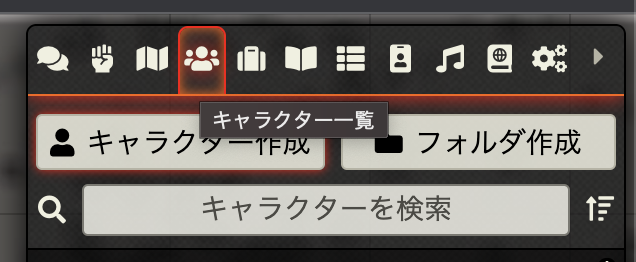 キャラクター一覧
キャラクター作成
フォルダ作成
キャラクターを検索